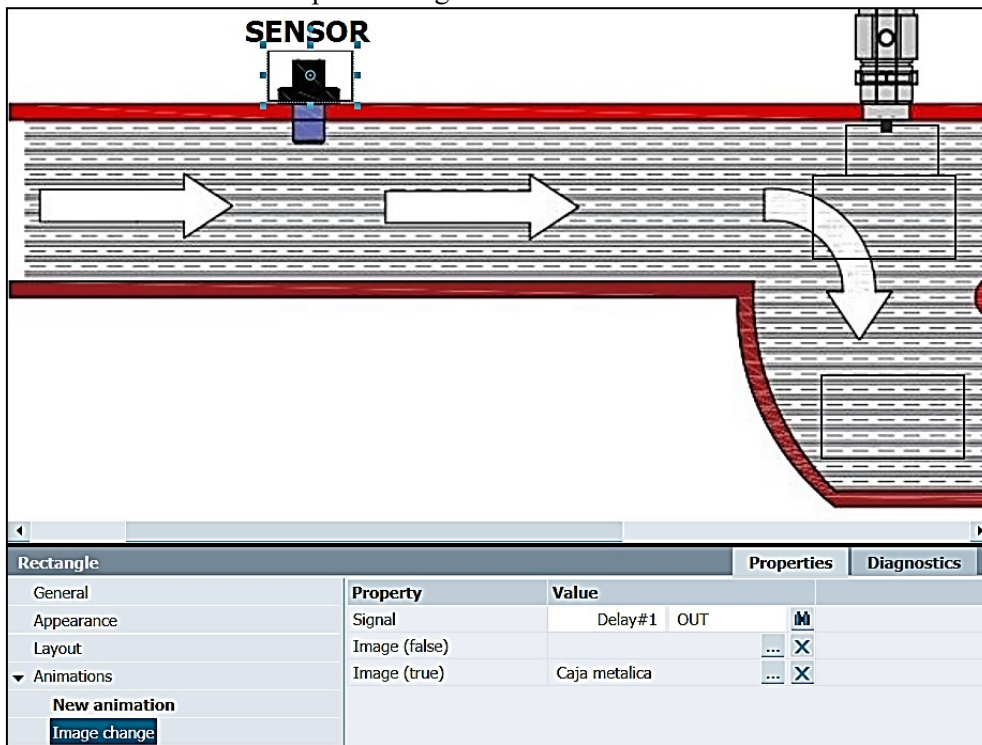 SENSOR
Rectangle Properties Diagnostics
General Property Value
Appearance Signal Delay#1 OUT
Layout Image (false) ...
Animations Image (true) Caja metalica ...
New animation
Image change